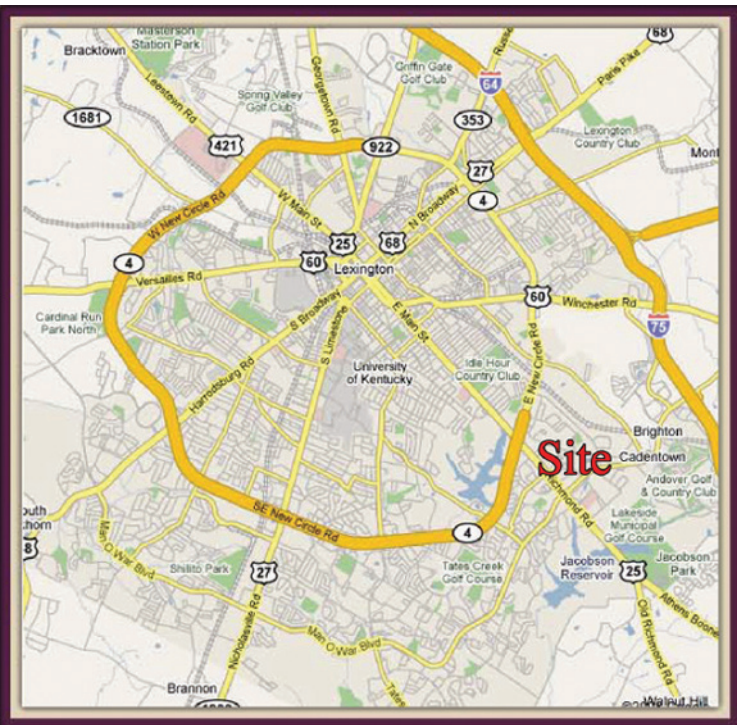 Masterson
Station Park
Bracktown
Leestown Rd
Georgetown Rd
Griffin Gate
Golf Club
Russe
68
64
Paris Pike
Spring Valley
Golf Club
1681
421
922
353
Lexington
Country Club
Mont
27
4
W New Circle Rd
W Main St
N Broadway
25
68
4
60
Lexington
Versailles Rd
60
Winchester Rd
75
Cardinal Run
Park North
S Broadway
S Limestone
E Main St
E New Circle Rd
University
of Kentucky
Idle Hour
Country Club
Harrodsburg Rd
Brighton
Site
Cadentown
Andover Golf
& Country Club
Richmond Rd
Lakeside
Municipal
Golf Course
SE New Circle Rd
4
Man O War Blvd
Shillito Park
27
Tates Creek
Golf Course
Jacobson
Reservoir
25
Jacobson
Park
Nicholasville Rd
Man O War Blvd
Athens Boone
Old Richmond Rd
Brannon
Tates
Walnut Hill